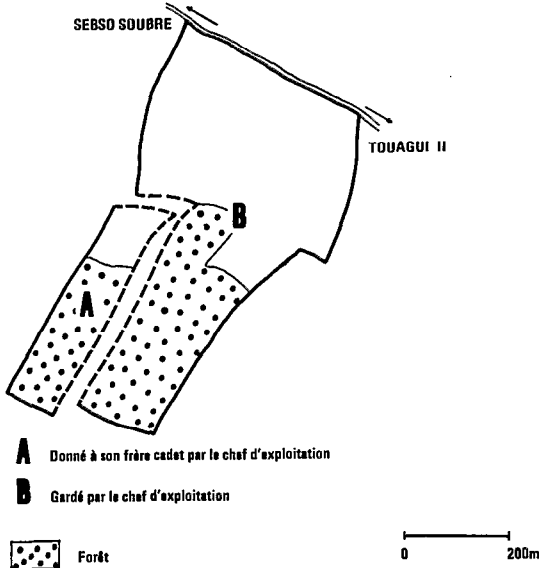 SEBSO SOUBRE
TOUAGUI II
B
A
A Donné à son frère cadet par le chef d'exploitation
B Gardé par le chef d'exploitation
Forêt
0 200m